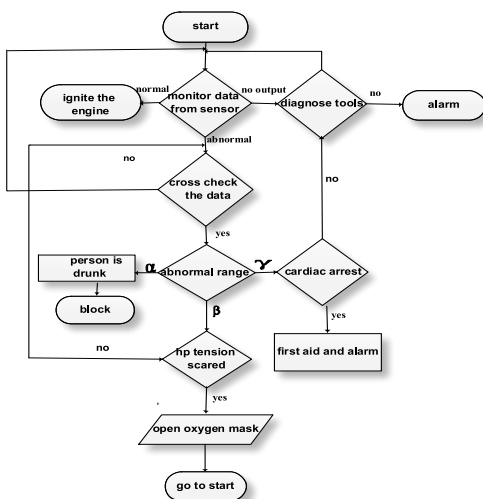 start
normal
no output
no
ignite the
engine
monitor data
from sensor
diagnose tools
alarm
abnormal
no
cross check
the data
no
yes
person is
drunk
α
abnormal range
γ
cardiac arrest
block
β
yes
no
hp tension
scared
first aid and alarm
yes
open oxygen mask
go to start